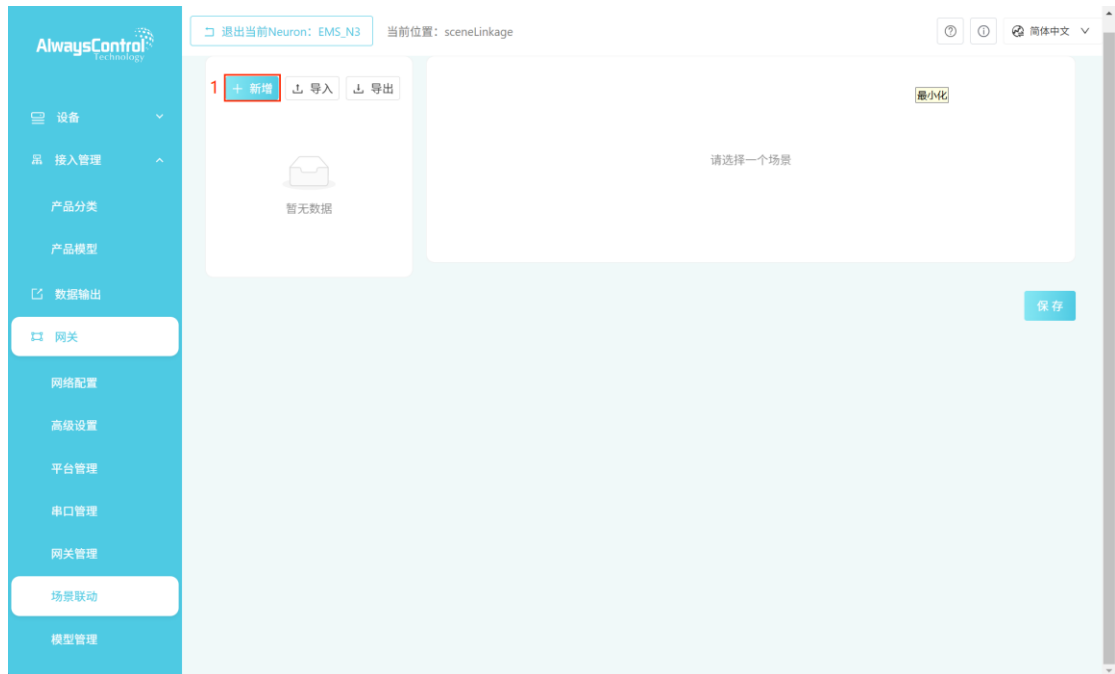 AlwaysControl
Technology
退出当前Neuron：EMS_N3
当前位置：sceneLinkage
简体中文
设备
接入管理
产品分类
产品模型
数据输出
网关
网络配置
高级设置
平台管理
串口管理
网关管理
场景联动
模型管理
1
+ 新增
导入
导出
暂无数据
最小化
请选择一个场景
保存